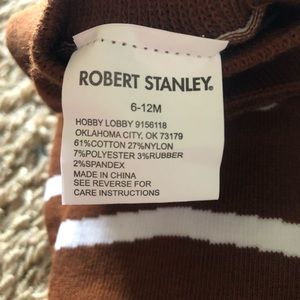 ROBERT STANLEY®
6-12M
HOBBY LOBBY 9156118
OKLAHOMA CITY, OK 73179
61%COTTON 27%NYLON
7%POLYESTER 3%RUBBER
2%SPANDEX
MADE IN CHINA
SEE REVERSE FOR
CARE INSTRUCTIONS